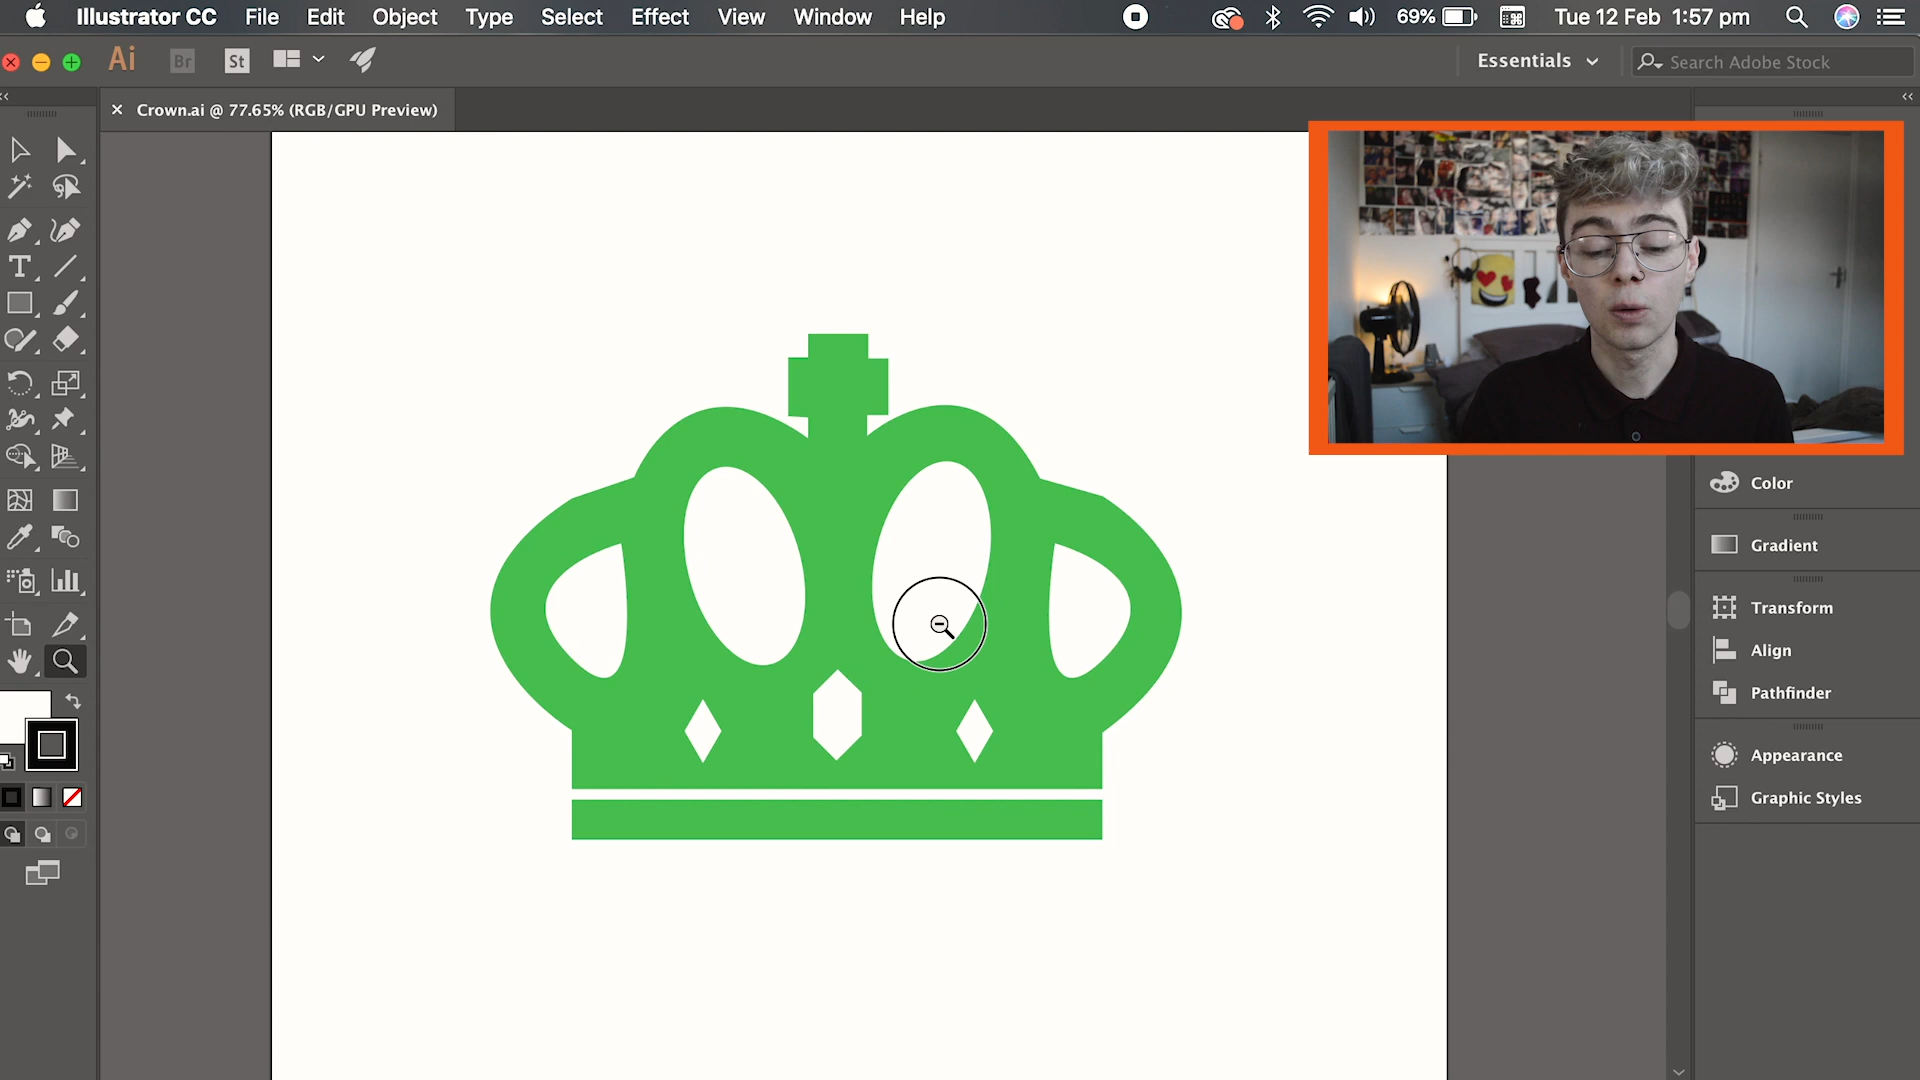 Illustrator CC File Edit Object Type Select Effect View Window Help 69% Tue 12 Feb 1:57 pm
Ai Br St Essentials Search Adobe Stock
Crown.ai @ 77.65% (RGB/GPU Preview)
Color
Gradient
Transform
Align
Pathfinder
Appearance
Graphic Styles